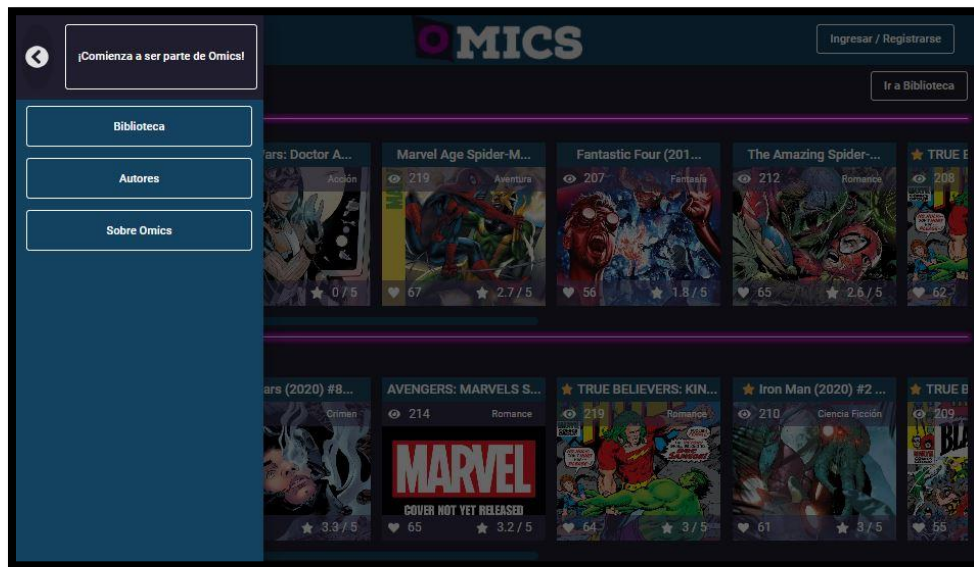 ¡Comienza a ser parte de Omics!
OMICS
Ingresar / Registrarse
Ir a Biblioteca
Biblioteca
Autores
Sobre Omics
ars: Doctor A...
Marvel Age Spider-M...
Fantastic Four (201...
The Amazing Spider-...
TRUE B
Acción
219
Aventura
207
Fantasía
212
Romance
208
0 / 5
67
2.7 / 5
56
1.8 / 5
65
2.6 / 5
62
ars (2020) #8...
AVENGERS: MARVELS S...
TRUE BELIEVERS: KIN...
Iron Man (2020) #2 ...
TRUE B
Crimen
214
Romance
219
Romance
210
Ciencia Ficción
209
MARVEL
COVER NOT YET RELEASED
3.3 / 5
65
3.2 / 5
64
3 / 5
61
3 / 5
55